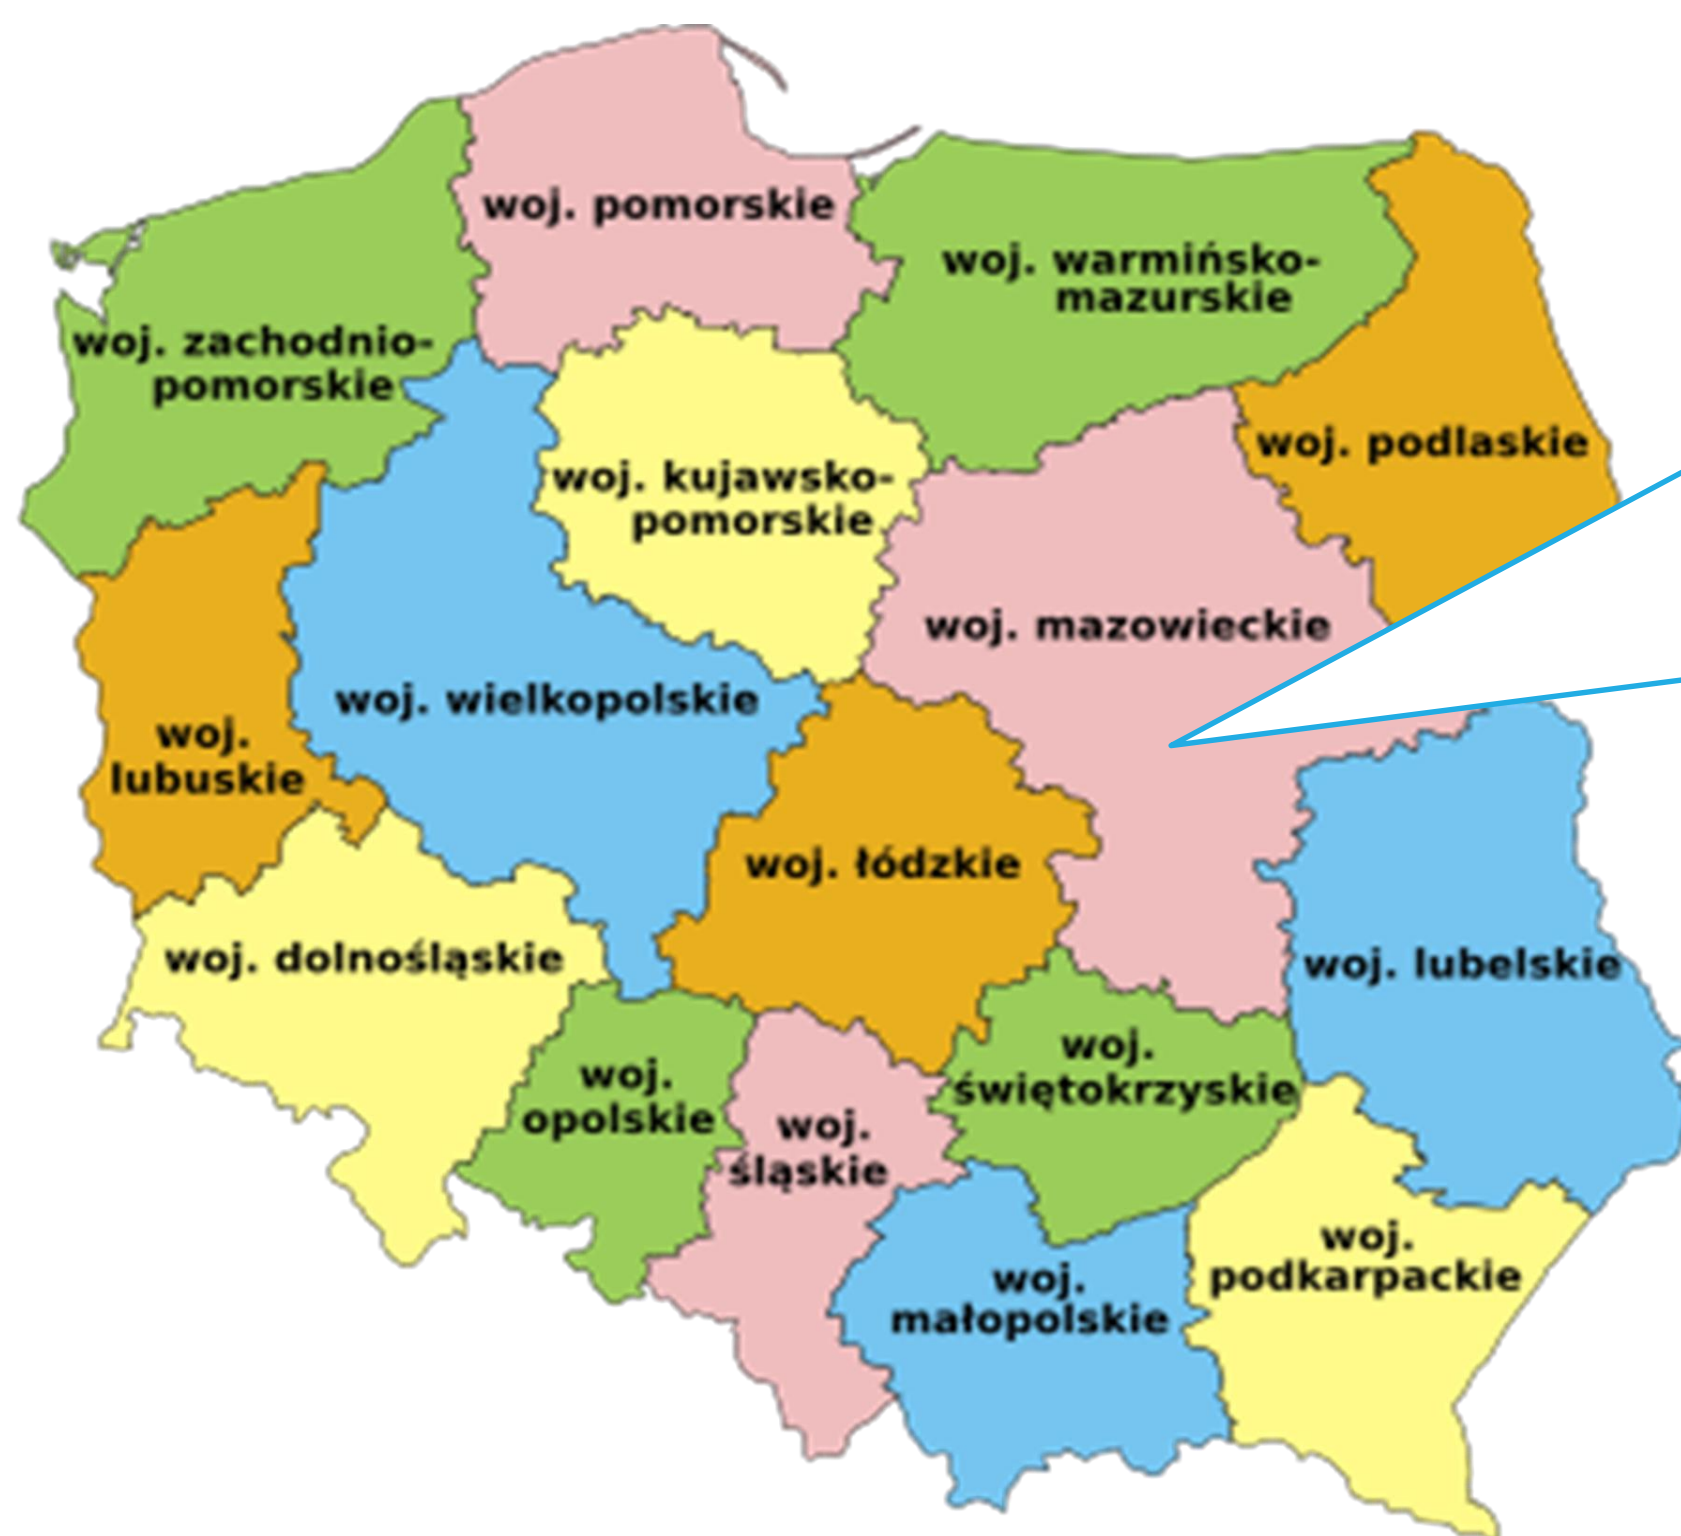 woj. pomorskie
woj. warmińsko-
mazurskie
woj. zachodnio-
pomorskie
woj. podlaskie
woj. kujawsko-
pomorskie
woj. mazowieckie
woj. wielkopolskie
woj.
lubuskie
woj. łódzkie
woj. dolnośląskie
woj. lubelskie
woj.
opolskie
woj.
świętokrzyskie
woj.
śląskie
woj.
podkarpackie
woj.
małopolskie